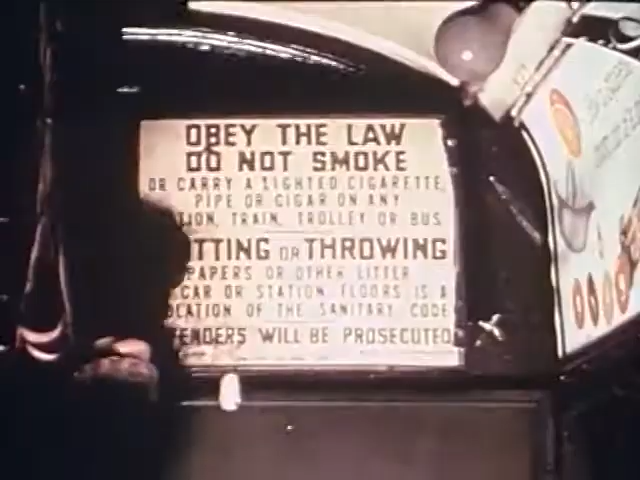 OBEY THE LAW
DO NOT SMOKE
OR CARRY A LIGHTED CIGARETTE,
PIPE OR CIGAR ON ANY
TION, TRAIN, TROLLEY OR BUS
TTING OR THROWING
PAPERS OR OTHER LITTER
CAR OR STATION FLOORS IS A
OLATION OF THE SANITARY CODE
FENDERS WILL BE PROSECUTED